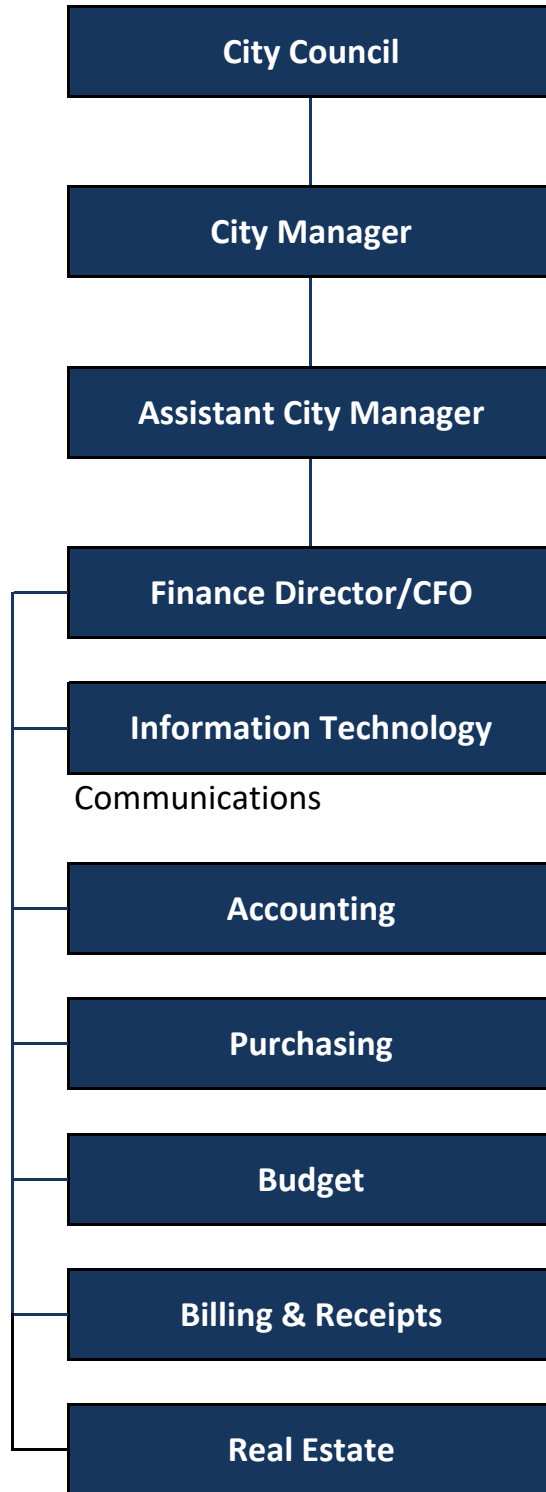 City Council
City Manager
Assistant City Manager
Finance Director/CFO
Information Technology
Communications
Accounting
Purchasing
Budget
Billing & Receipts
Real Estate